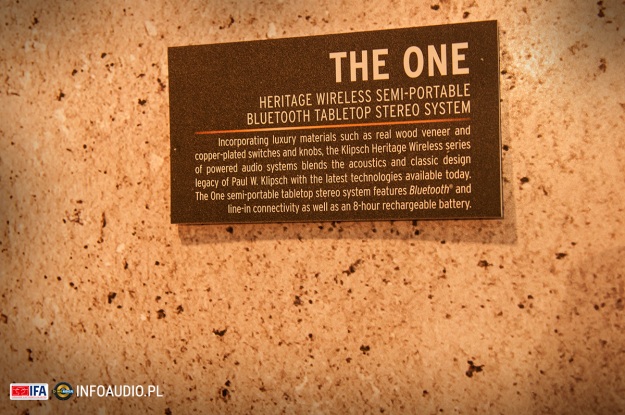 THE ONE
HERITAGE WIRELESS SEMI-PORTABLE
BLUETOOTH TABLETOP STEREO SYSTEM
Incorporating luxury materials such as real wood veneer and
copper-plated switches and knobs, the Klipsch Heritage Wireless series
of powered audio systems blends the acoustics and classic design
legacy of Paul W. Klipsch with the latest technologies available today.
The One semi-portable tabletop stereo system features Bluetooth® and
line-in connectivity as well as an 8-hour rechargeable battery.
IFA INFOAUDIO.PL